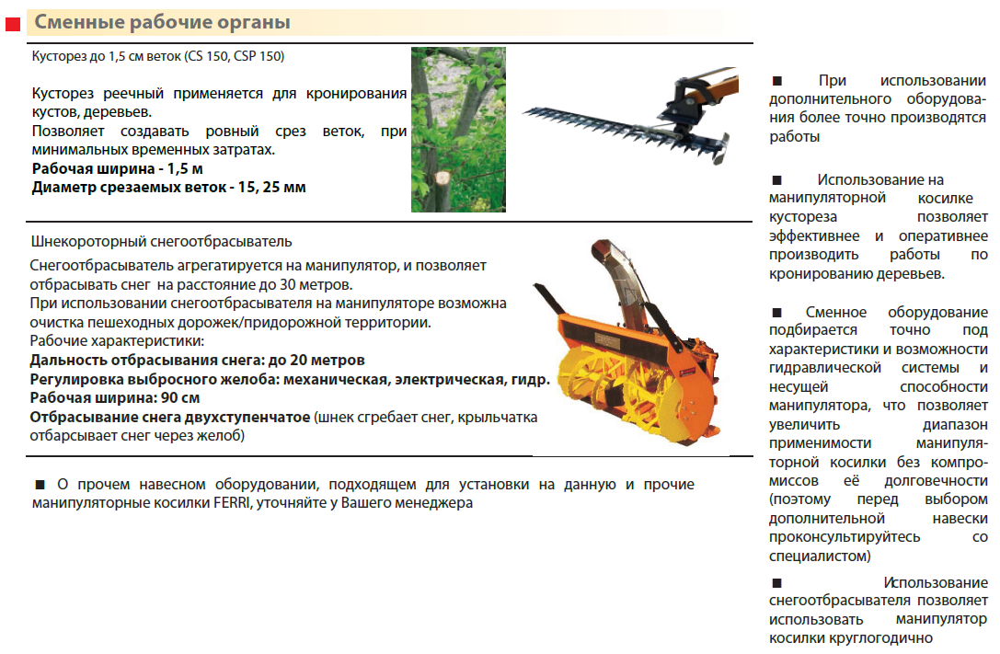 Сменные рабочие органы
Кусторез до 1,5 см веток (CS 150, CSP 150)
Кусторез реечный применяется для кронирования
кустов, деревьев.
Позволяет создавать ровный срез веток, при
минимальных временных затратах.
Рабочая ширина - 1,5 м
Диаметр срезаемых веток - 15, 25 мм
Шнекороторный снегоотбрасыватель
Снегоотбрасыватель агрегатируется на манипулятор, и позволяет
отбрасывать снег на расстояние до 30 метров.
При использовании снегоотбрасывателя на манипуляторе возможна
очистка пешеходных дорожек/придорожной территории.
Рабочие характеристики:
Дальность отбрасывания снега: до 20 метров
Регулировка выбросного желоба: механическая, электрическая, гидр.
Рабочая ширина: 90 см
Отбрасывание снега двухступенчатое (шнек сгребает снег, крыльчатка
отбарсывает снег через желоб)
■ О прочем навесном оборудовании, подходящем для установки на данную и прочие
манипуляторные косилки FERRI, уточняйте у Вашего менеджера
■ При использовании
дополнительного оборудова-
ния более точно производятся
работы
■ Использование на
манипуляторной косилке
кустореза позволяет
эффективнее и оперативнее
производить работы по
кронированию деревьев.
■ Сменное оборудование
подбирается точно под
характеристики и возможности
гидравлической системы и
несущей способности
манипулятора, что позволяет
увеличить диапазон
применимости манипуля-
торной косилки без компро-
миссов её долговечности
(поэтому перед выбором
дополнительной навески
проконсультируйтесь со
специалистом)
■ Использование
снегоотбрасывателя позволяет
использовать манипулятор
косилки круглогодично